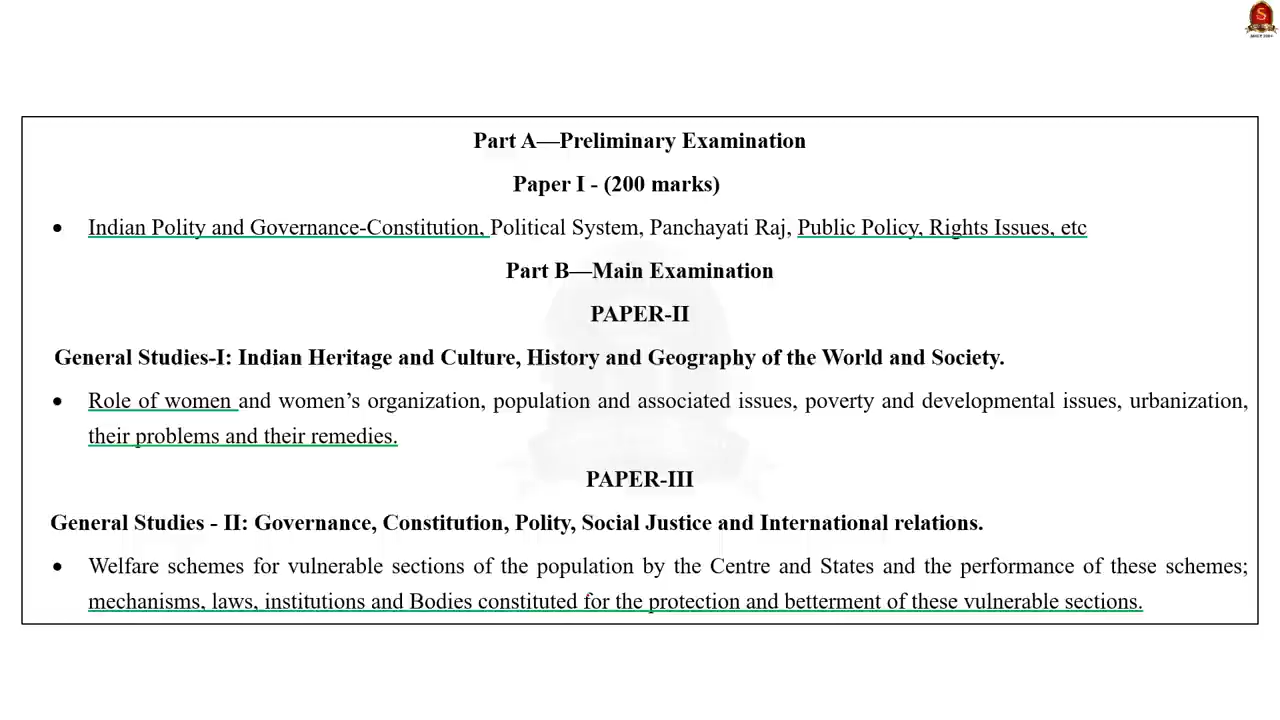 Part A—Preliminary Examination
Paper I - (200 marks)
• Indian Polity and Governance-Constitution, Political System, Panchayati Raj, Public Policy, Rights Issues, etc
Part B—Main Examination
PAPER-II
General Studies-I: Indian Heritage and Culture, History and Geography of the World and Society.
• Role of women and women’s organization, population and associated issues, poverty and developmental issues, urbanization,
their problems and their remedies.
PAPER-III
General Studies - II: Governance, Constitution, Polity, Social Justice and International relations.
• Welfare schemes for vulnerable sections of the population by the Centre and States and the performance of these schemes;
mechanisms, laws, institutions and Bodies constituted for the protection and betterment of these vulnerable sections.